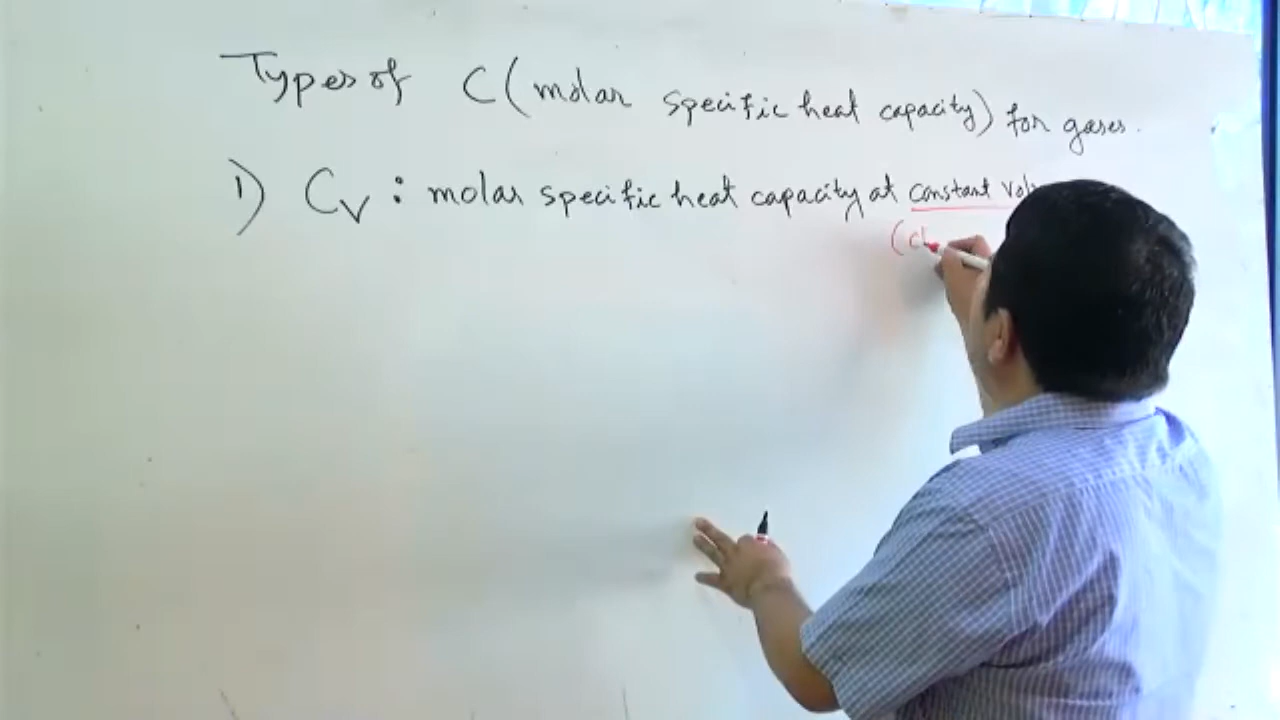 Types of C (molar specific heat capacity) for gases.
1) Cv : molar specific heat capacity at constant